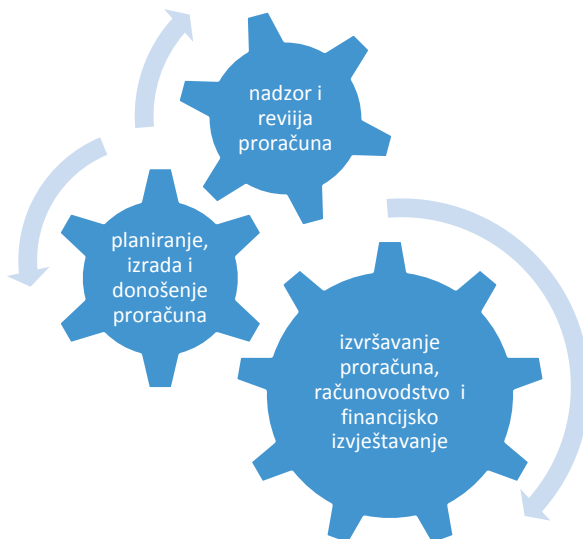 nadzor i
reviija
proračuna
planiranje,
izrada i
donošenje
proračuna
izvršavanje
proračuna,
računovodstvo i
financijsko
izvještavanje